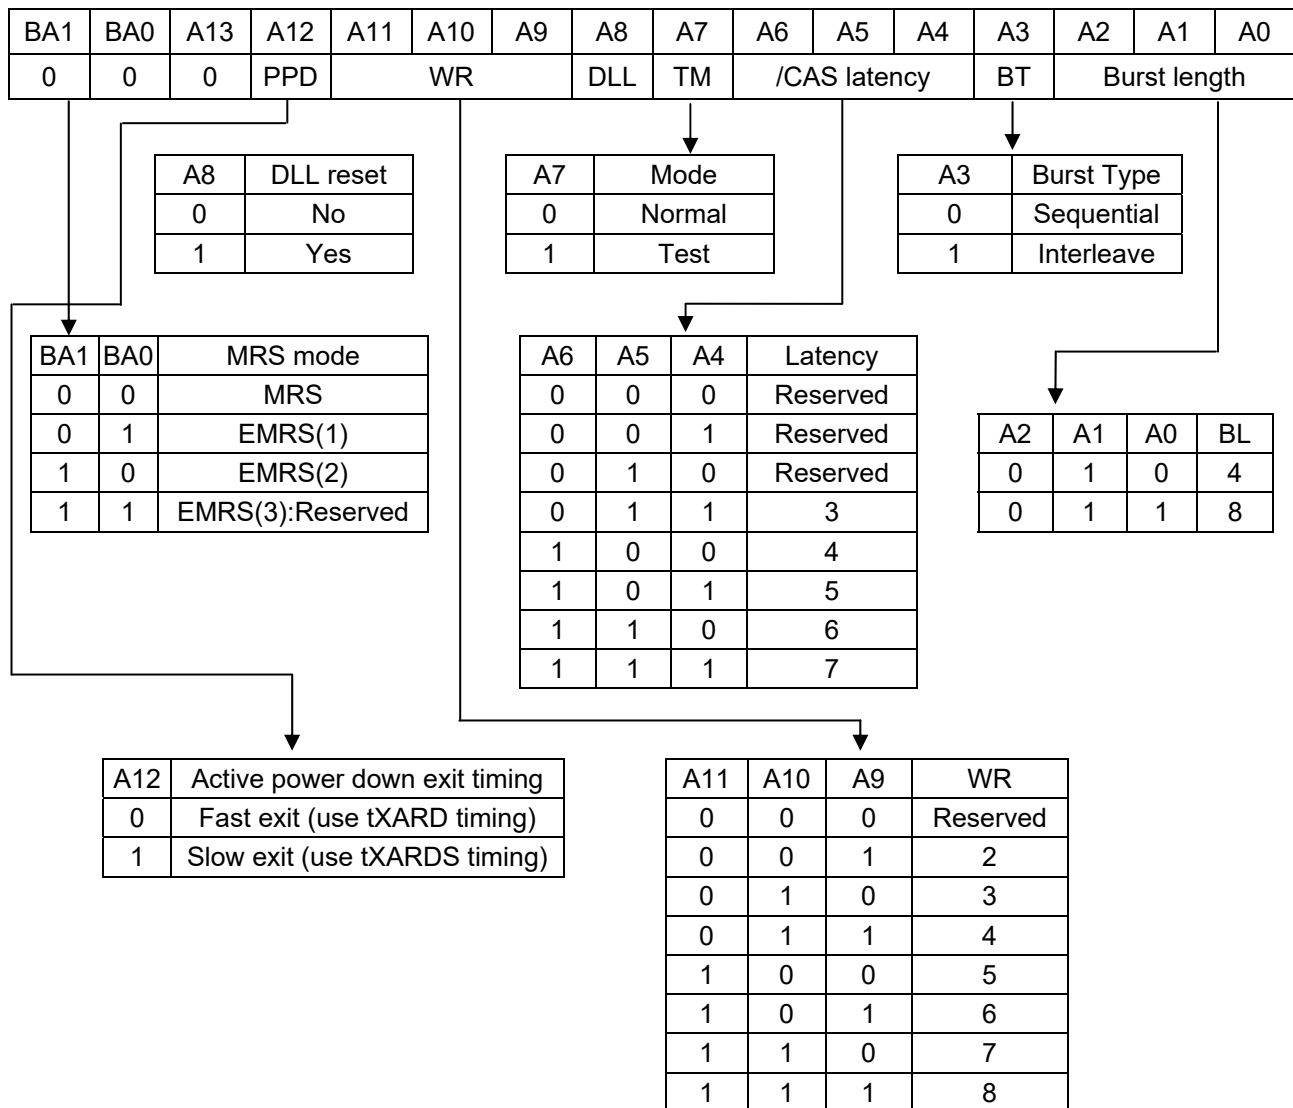 BA1 BA0 A13 A12 A11 A10 A9 A8 A7 A6 A5 A4 A3 A2 A1 A0
0 0 0 PPD WR DLL TM /CAS latency BT Burst length
A8 DLL reset
0 No
1 Yes
A7 Mode
0 Normal
1 Test
A3 Burst Type
0 Sequential
1 Interleave
BA1 BA0 MRS mode
0 0 MRS
0 1 EMRS(1)
1 0 EMRS(2)
1 1 EMRS(3):Reserved
A6 A5 A4 Latency
0 0 0 Reserved
0 0 1 Reserved
0 1 0 Reserved
0 1 1 3
1 0 0 4
1 0 1 5
1 1 0 6
1 1 1 7
A2 A1 A0 BL
0 1 0 4
0 1 1 8
A12 Active power down exit timing
0 Fast exit (use tXARD timing)
1 Slow exit (use tXARDS timing)
A11 A10 A9 WR
0 0 0 Reserved
0 0 1 2
0 1 0 3
0 1 1 4
1 0 0 5
1 0 1 6
1 1 0 7
1 1 1 8